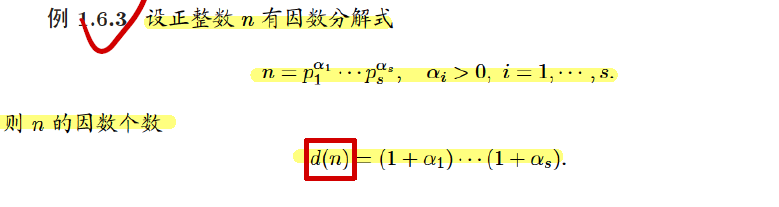 例 1.6.3 设正整数 n 有因数分解式
n = p₁^{α₁} ⋯ pₛ^{αₛ}, αᵢ > 0, i = 1, ⋯, s.
则 n 的因数个数
d(n) = (1 + α₁) ⋯ (1 + αₛ).